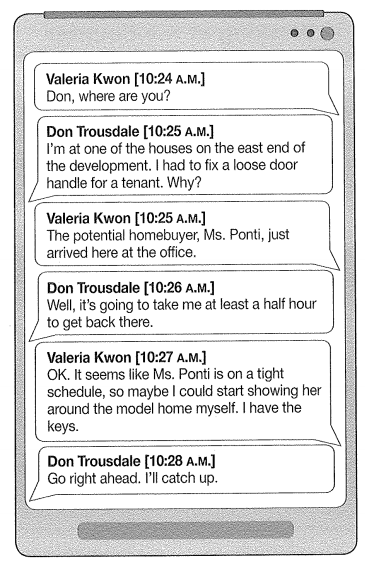 Valeria Kwon [10:24 A.M.]
Don, where are you?
Don Trousdale [10:25 A.M.]
I'm at one of the houses on the east end of
the development. I had to fix a loose door
handle for a tenant. Why?
Valeria Kwon [10:25 A.M.]
The potential homebuyer, Ms. Ponti, just
arrived here at the office.
Don Trousdale [10:26 A.M.]
Well, it's going to take me at least a half hour
to get back there.
Valeria Kwon [10:27 A.M.]
OK. It seems like Ms. Ponti is on a tight
schedule, so maybe I could start showing her
around the model home myself. I have the
keys.
Don Trousdale [10:28 A.M.]
Go right ahead. I'll catch up.